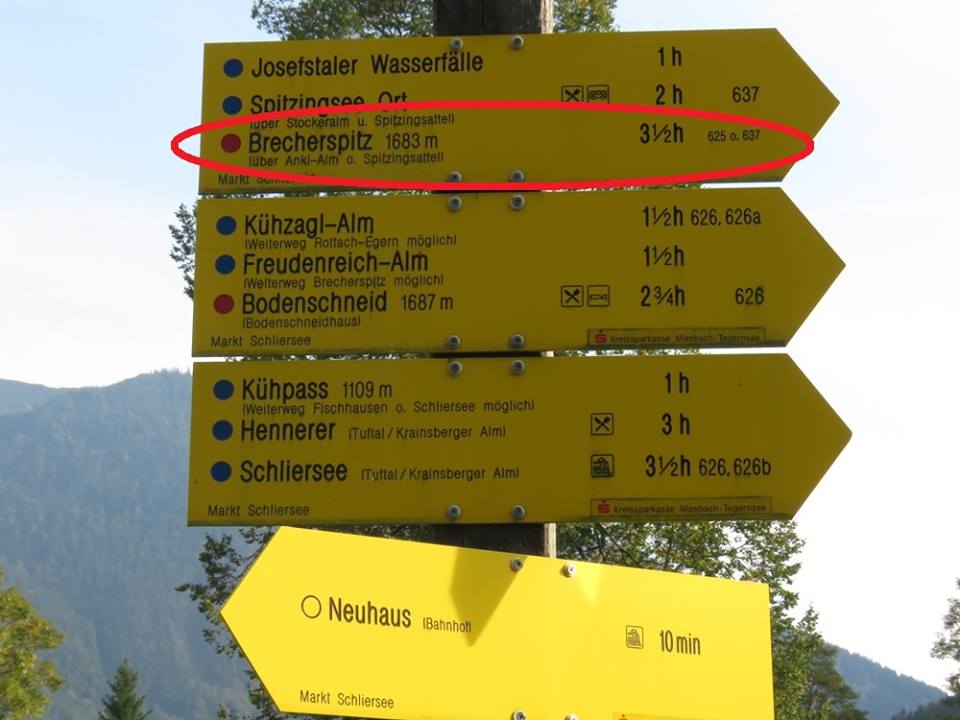 Josefstaler Wasserfälle 1 h
Spitzingsee Ort 2 h 637
(über Stockeralm u. Spitzingsattel)
Brecherspitz 1683 m 3½h 625 o. 637
(über Ankl-Alm o. Spitzingsattel)
Markt Schliersee
Kühzagl-Alm 1½h 626, 626a
(Weiterweg Rottach-Egern möglich)
Freudenreich-Alm 1½h
(Weiterweg Brecherspitz möglich)
Bodenschneid 1687 m 2¾h 626
(Bodenschneidhaus)
Markt Schliersee Kreissparkasse Miesbach-Tegernsee
Kühpass 1109 m 1 h
(Weiterweg Fischhausen o. Schliersee möglich)
Hennerer (Tuftal/Krainsberger Alm) 3 h
Schliersee (Tuftal/Krainsberger Alm) 3½h 626, 626b
Markt Schliersee Kreissparkasse Miesbach-Tegernsee
Neuhaus (Bahnhof) 10 min
Markt Schliersee